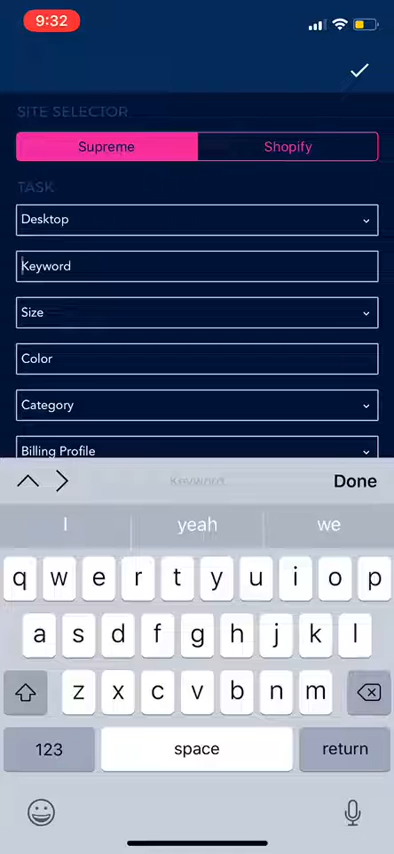 9:32
SITE SELECTOR
Supreme Shopify
TASK
Desktop
Keyword
Size
Color
Category
Billing Profile
Keyword Done
I yeah we
q w e r t y u i o p
a s d f g h j k l
z x c v b n m
123 space return